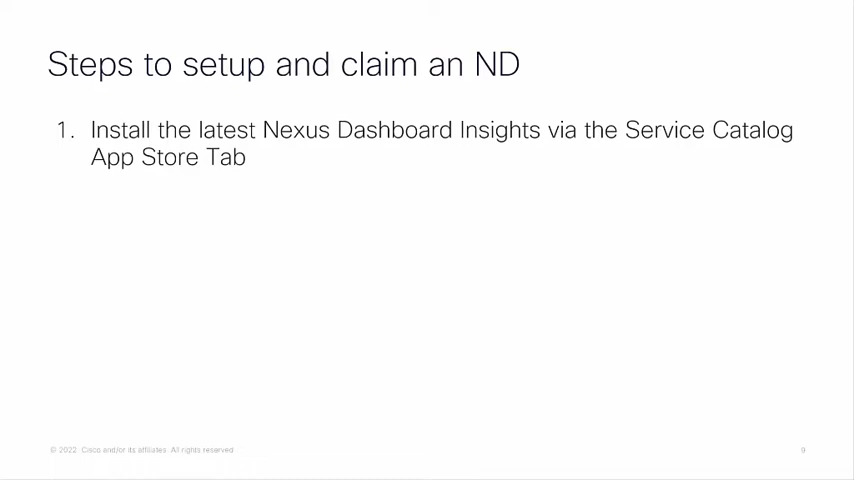 Steps to setup and claim an ND
1. Install the latest Nexus Dashboard Insights via the Service Catalog
App Store Tab
© 2022 Cisco and/or its affiliates. All rights reserved
9